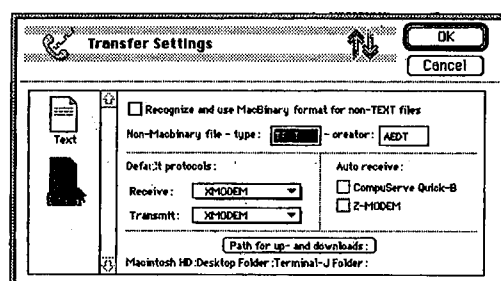 Transfer Settings
OK
Cancel
Text
Recognize and use MacBinary format for non-TEXT files
Non-Macbinary file - type: - creator: AEDT
Default protocols:
Auto receive:
Receive: XMODEM
CompuServe Quick-B
Transmit: XMODEM
Z-MODEM
Path for up- and downloads:
Macintosh HD:Desktop Folder:Terminal-J Folder: